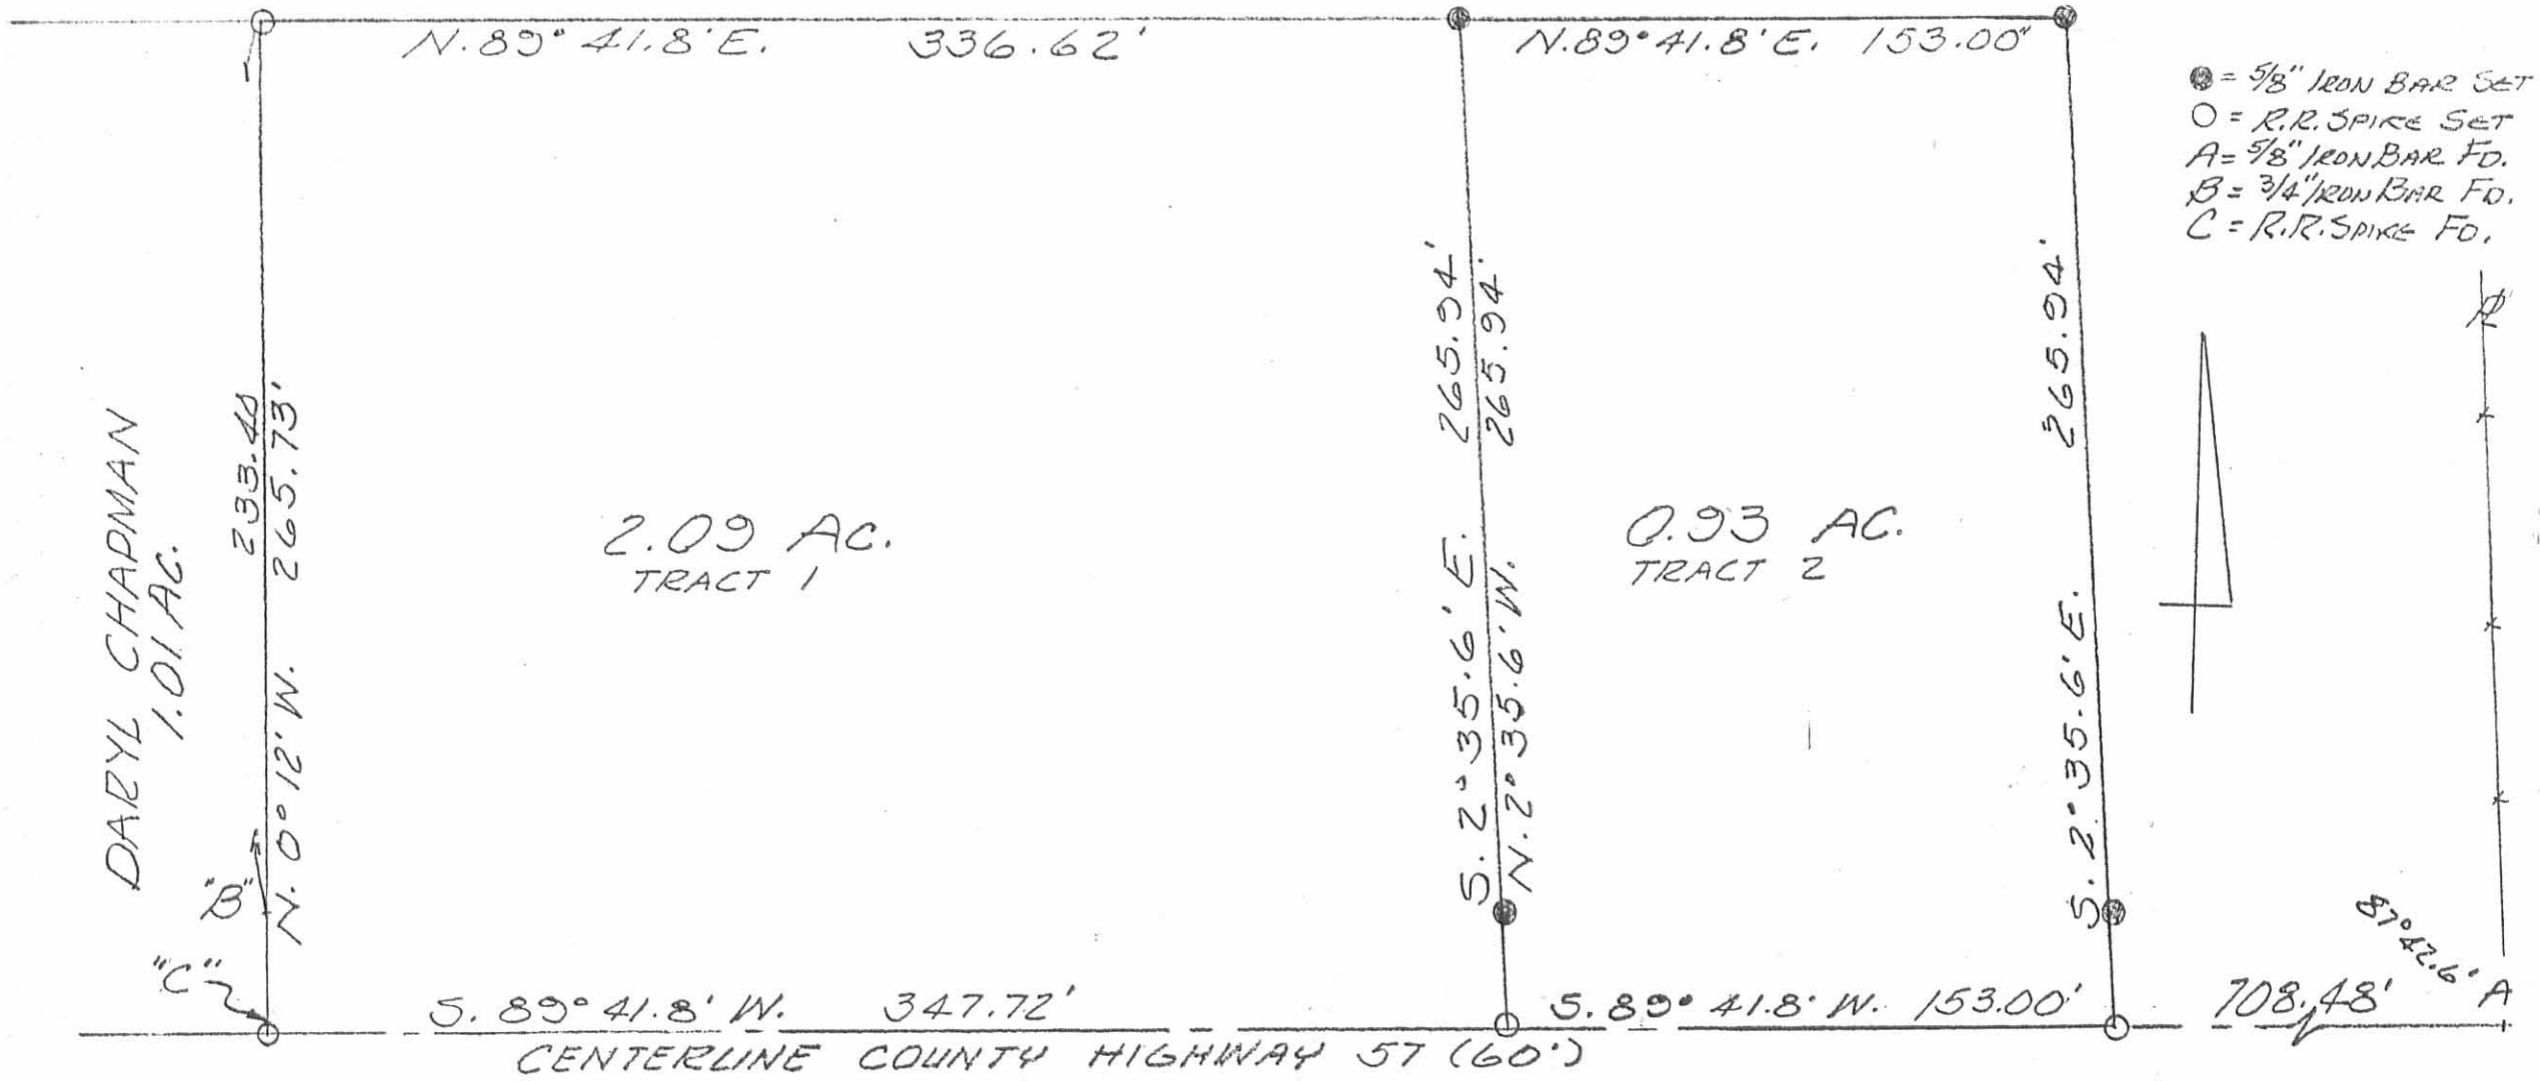 N. 89° 41.8' E. 336.62'
N. 89° 41.8' E. 153.00'
● = 5/8" IRON BAR SET
○ = R.R. SPIKE SET
A = 5/8" IRON BAR FD.
B = 3/4" IRON BAR FD.
C = R.R. SPIKE FD.
DARYL CHAPMAN
1.01 AC.
233.40
N. 0° 12' W. 265.73'
2.09 AC.
TRACT 1
S. 2° 35.6' E. 265.94'
N. 2° 35.6' W. 265.94'
0.93 AC.
TRACT 2
S. 2° 35.6' E. 265.94'
"B"
"C"
87° 42.6'
A
S. 89° 41.8' W. 347.72'
S. 89° 41.8' W. 153.00'
708.48'
CENTERLINE COUNTY HIGHWAY 57 (60')